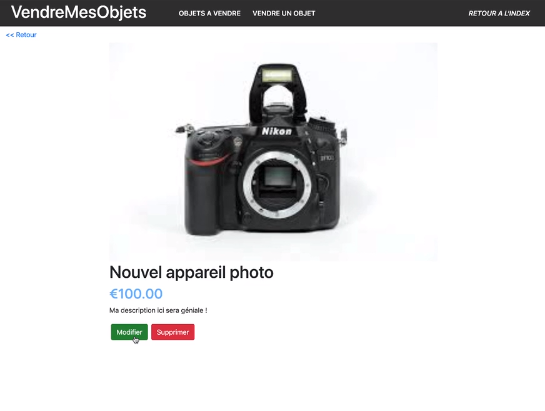 VendreMesObjets
OBJETS A VENDRE VENDRE UN OBJET
RETOUR A L'INDEX
<< Retour
Nikon
Nouvel appareil photo
€100.00
Ma description ici sera géniale !
Modifier Supprimer